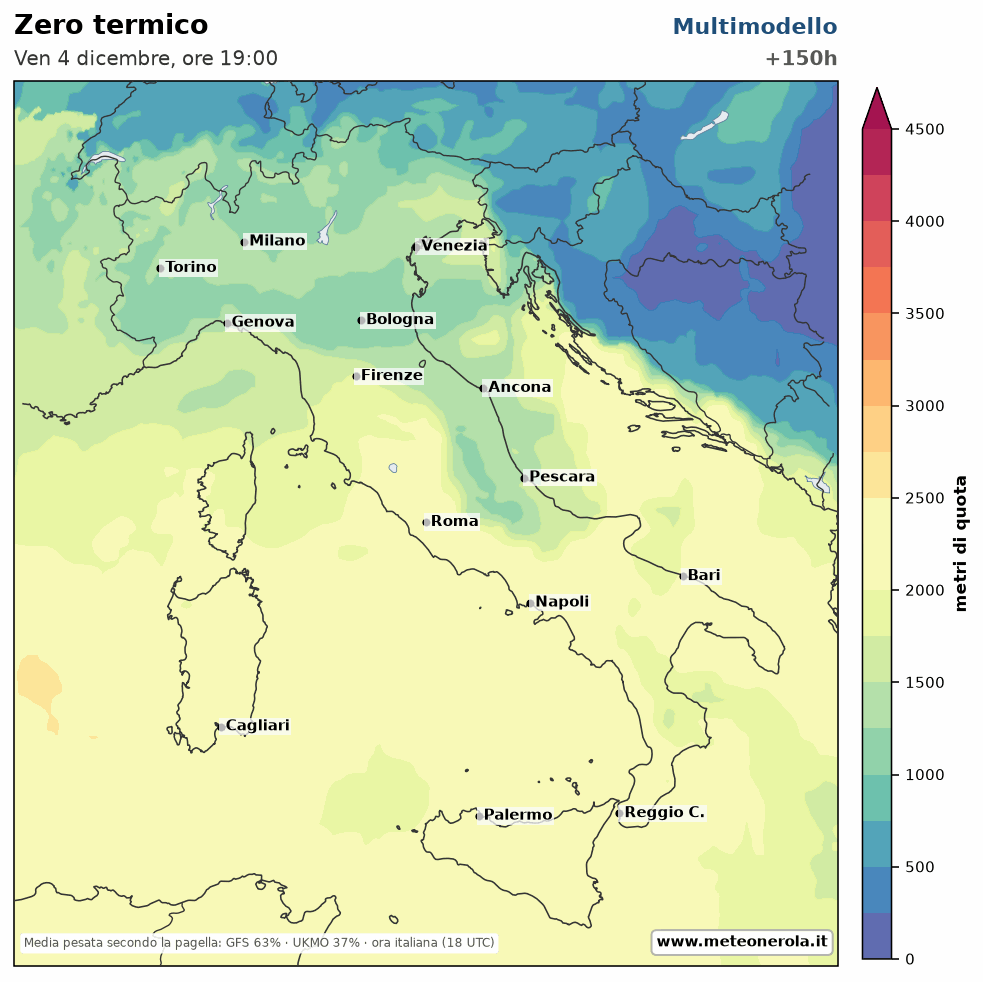 Zero termico
Multimodello
Ven 4 dicembre, ore 19:00
+150h
4500
4000
3500
3000
2500
2000
1500
1000
500
0
metri di quota
Milano
Venezia
Torino
Genova
Bologna
Firenze
Ancona
Pescara
Roma
Bari
Napoli
Cagliari
Palermo
Reggio C.
Media pesata secondo la pagella: GFS 63% · UKMO 37% · ora italiana (18 UTC)
www.meteonerola.it